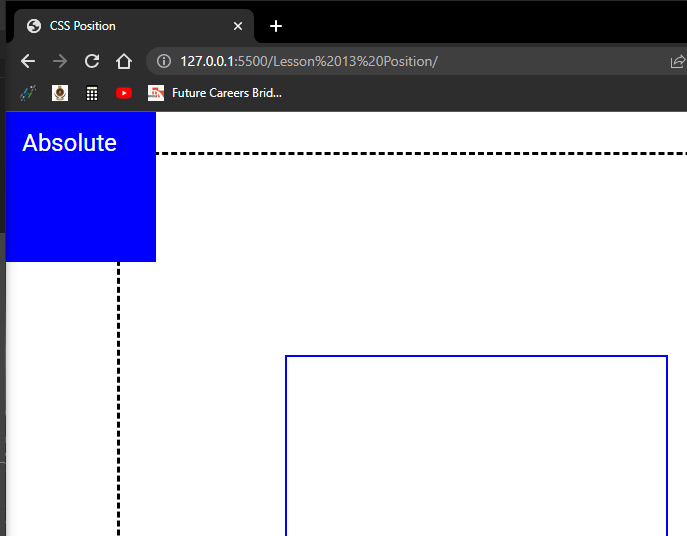 CSS Position
127.0.0.1:5500/Lesson%2013%20Position/
Future Careers Brid...
Absolute